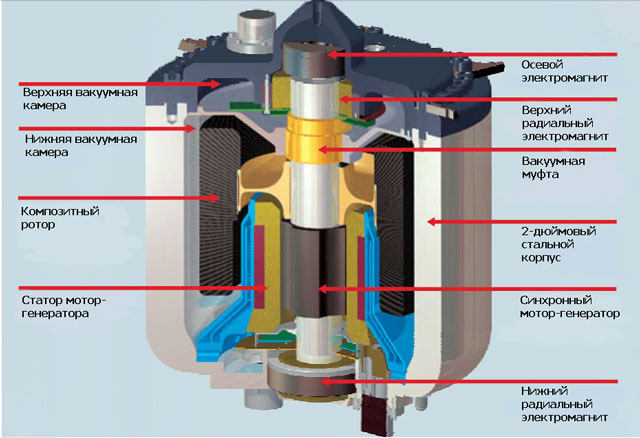 Верхняя вакуумная
камера
Нижняя вакуумная
камера
Композитный
ротор
Статор мотор-
генератора
Осевой
электромагнит
Верхний
радиальный
электромагнит
Вакуумная
муфта
2-дюймовый
стальной
корпус
Синхронный
мотор-генератор
Нижний
радиальный
электромагнит